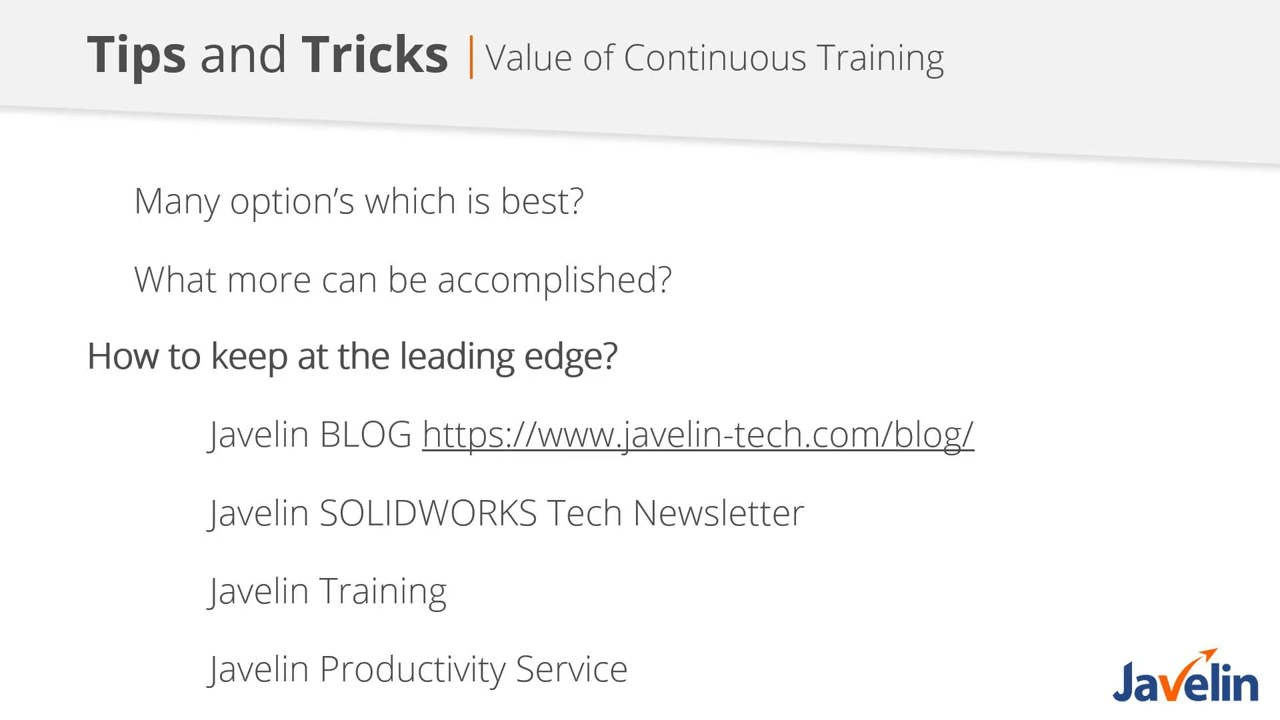 Tips and Tricks | Value of Continuous Training
Many option’s which is best?
What more can be accomplished?
How to keep at the leading edge?
Javelin BLOG https://www.javelin-tech.com/blog/
Javelin SOLIDWORKS Tech Newsletter
Javelin Training
Javelin Productivity Service
Javelin